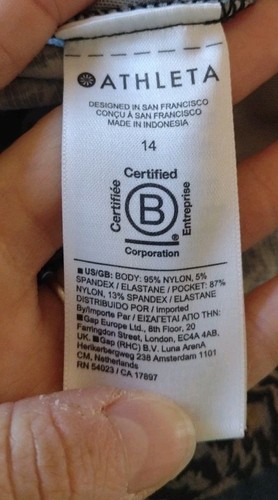 ATHLETA
DESIGNED IN SAN FRANCISCO
CONÇU À SAN FRANCISCO
MADE IN INDONESIA
14
Certified
Certifiée
B
Entreprise
®
Corporation
■ US/GB: BODY: 95% NYLON, 5%
SPANDEX / ELASTANE / POCKET: 87%
NYLON, 13% SPANDEX / ELASTANE
DISTRIBUIDO POR / Imported
By/Importe Par / ΕΙΣΑΓΕΤΑΙ ΑΠΟ ΤΗΝ:
■ Gap Europe Ltd., 8th Floor, 20
Farringdon Street, London, EC4A 4AB,
UK. ■ Gap (RHC) B.V. Luna ArenA
Herikerbergweg 238 Amsterdam 1101
CM, Netherlands
RN 54023 / CA 17897